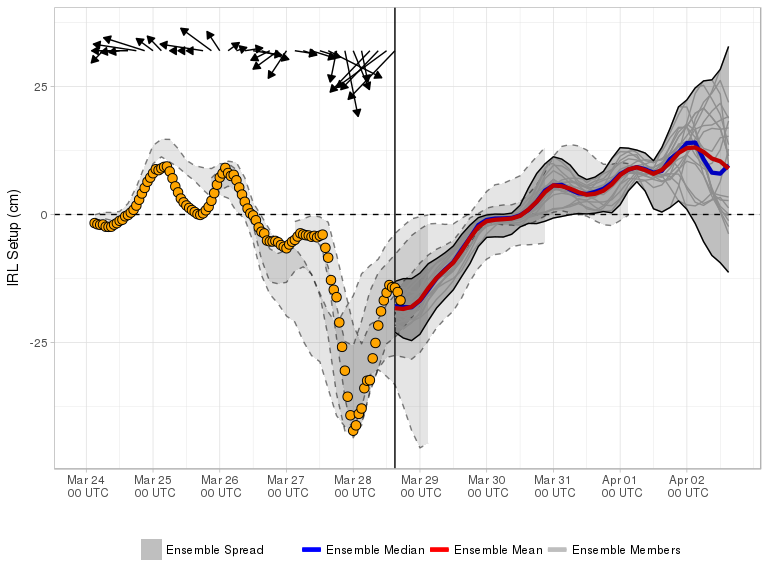 IRL Setup (cm)
25
0
-25
Mar 24 Mar 25 Mar 26 Mar 27 Mar 28 Mar 29 Mar 30 Mar 31 Apr 01 Apr 02
00 UTC 00 UTC 00 UTC 00 UTC 00 UTC 00 UTC 00 UTC 00 UTC 00 UTC 00 UTC
Ensemble Spread Ensemble Median Ensemble Mean Ensemble Members